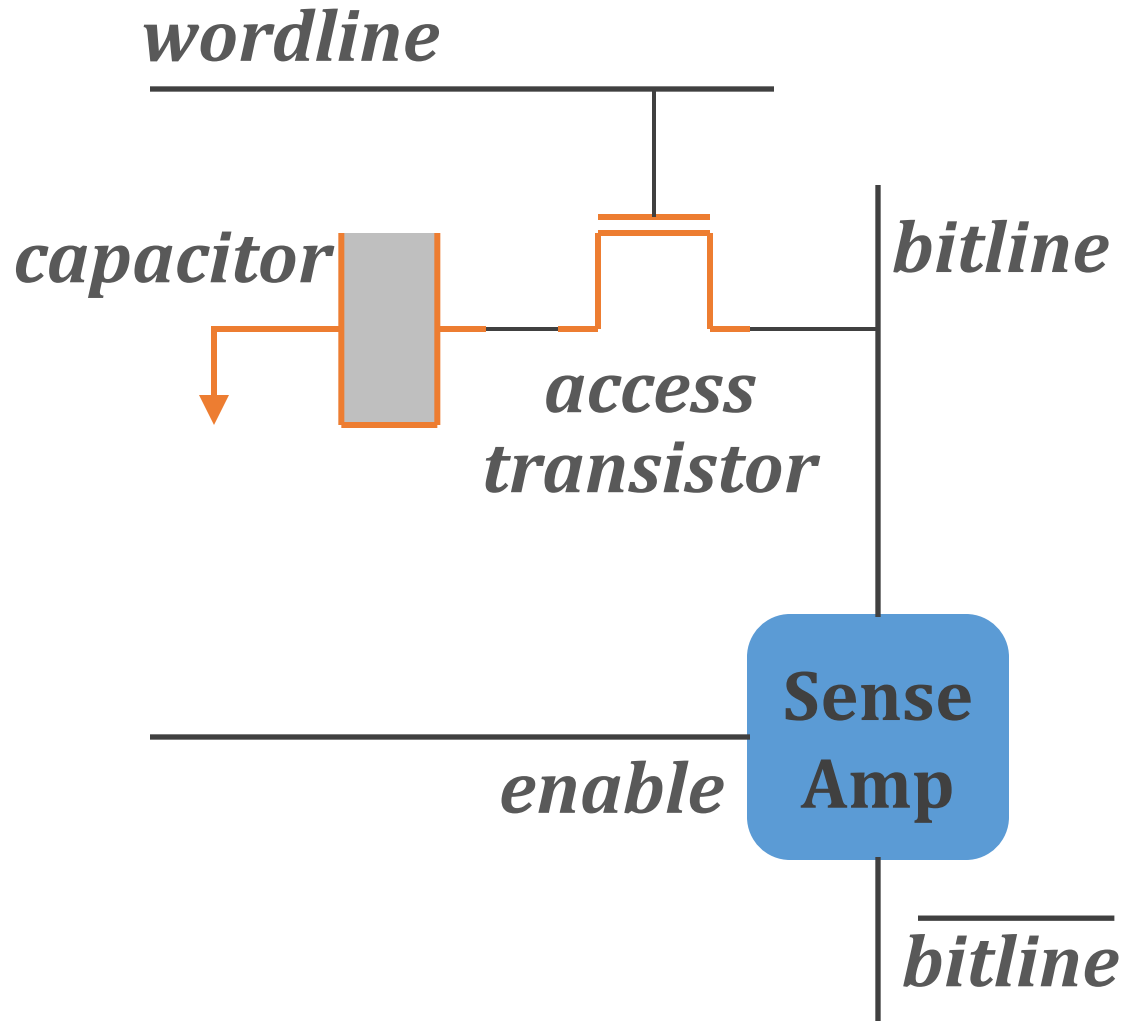 wordline
capacitor
bitline
access
transistor
Sense
Amp
enable
bitline